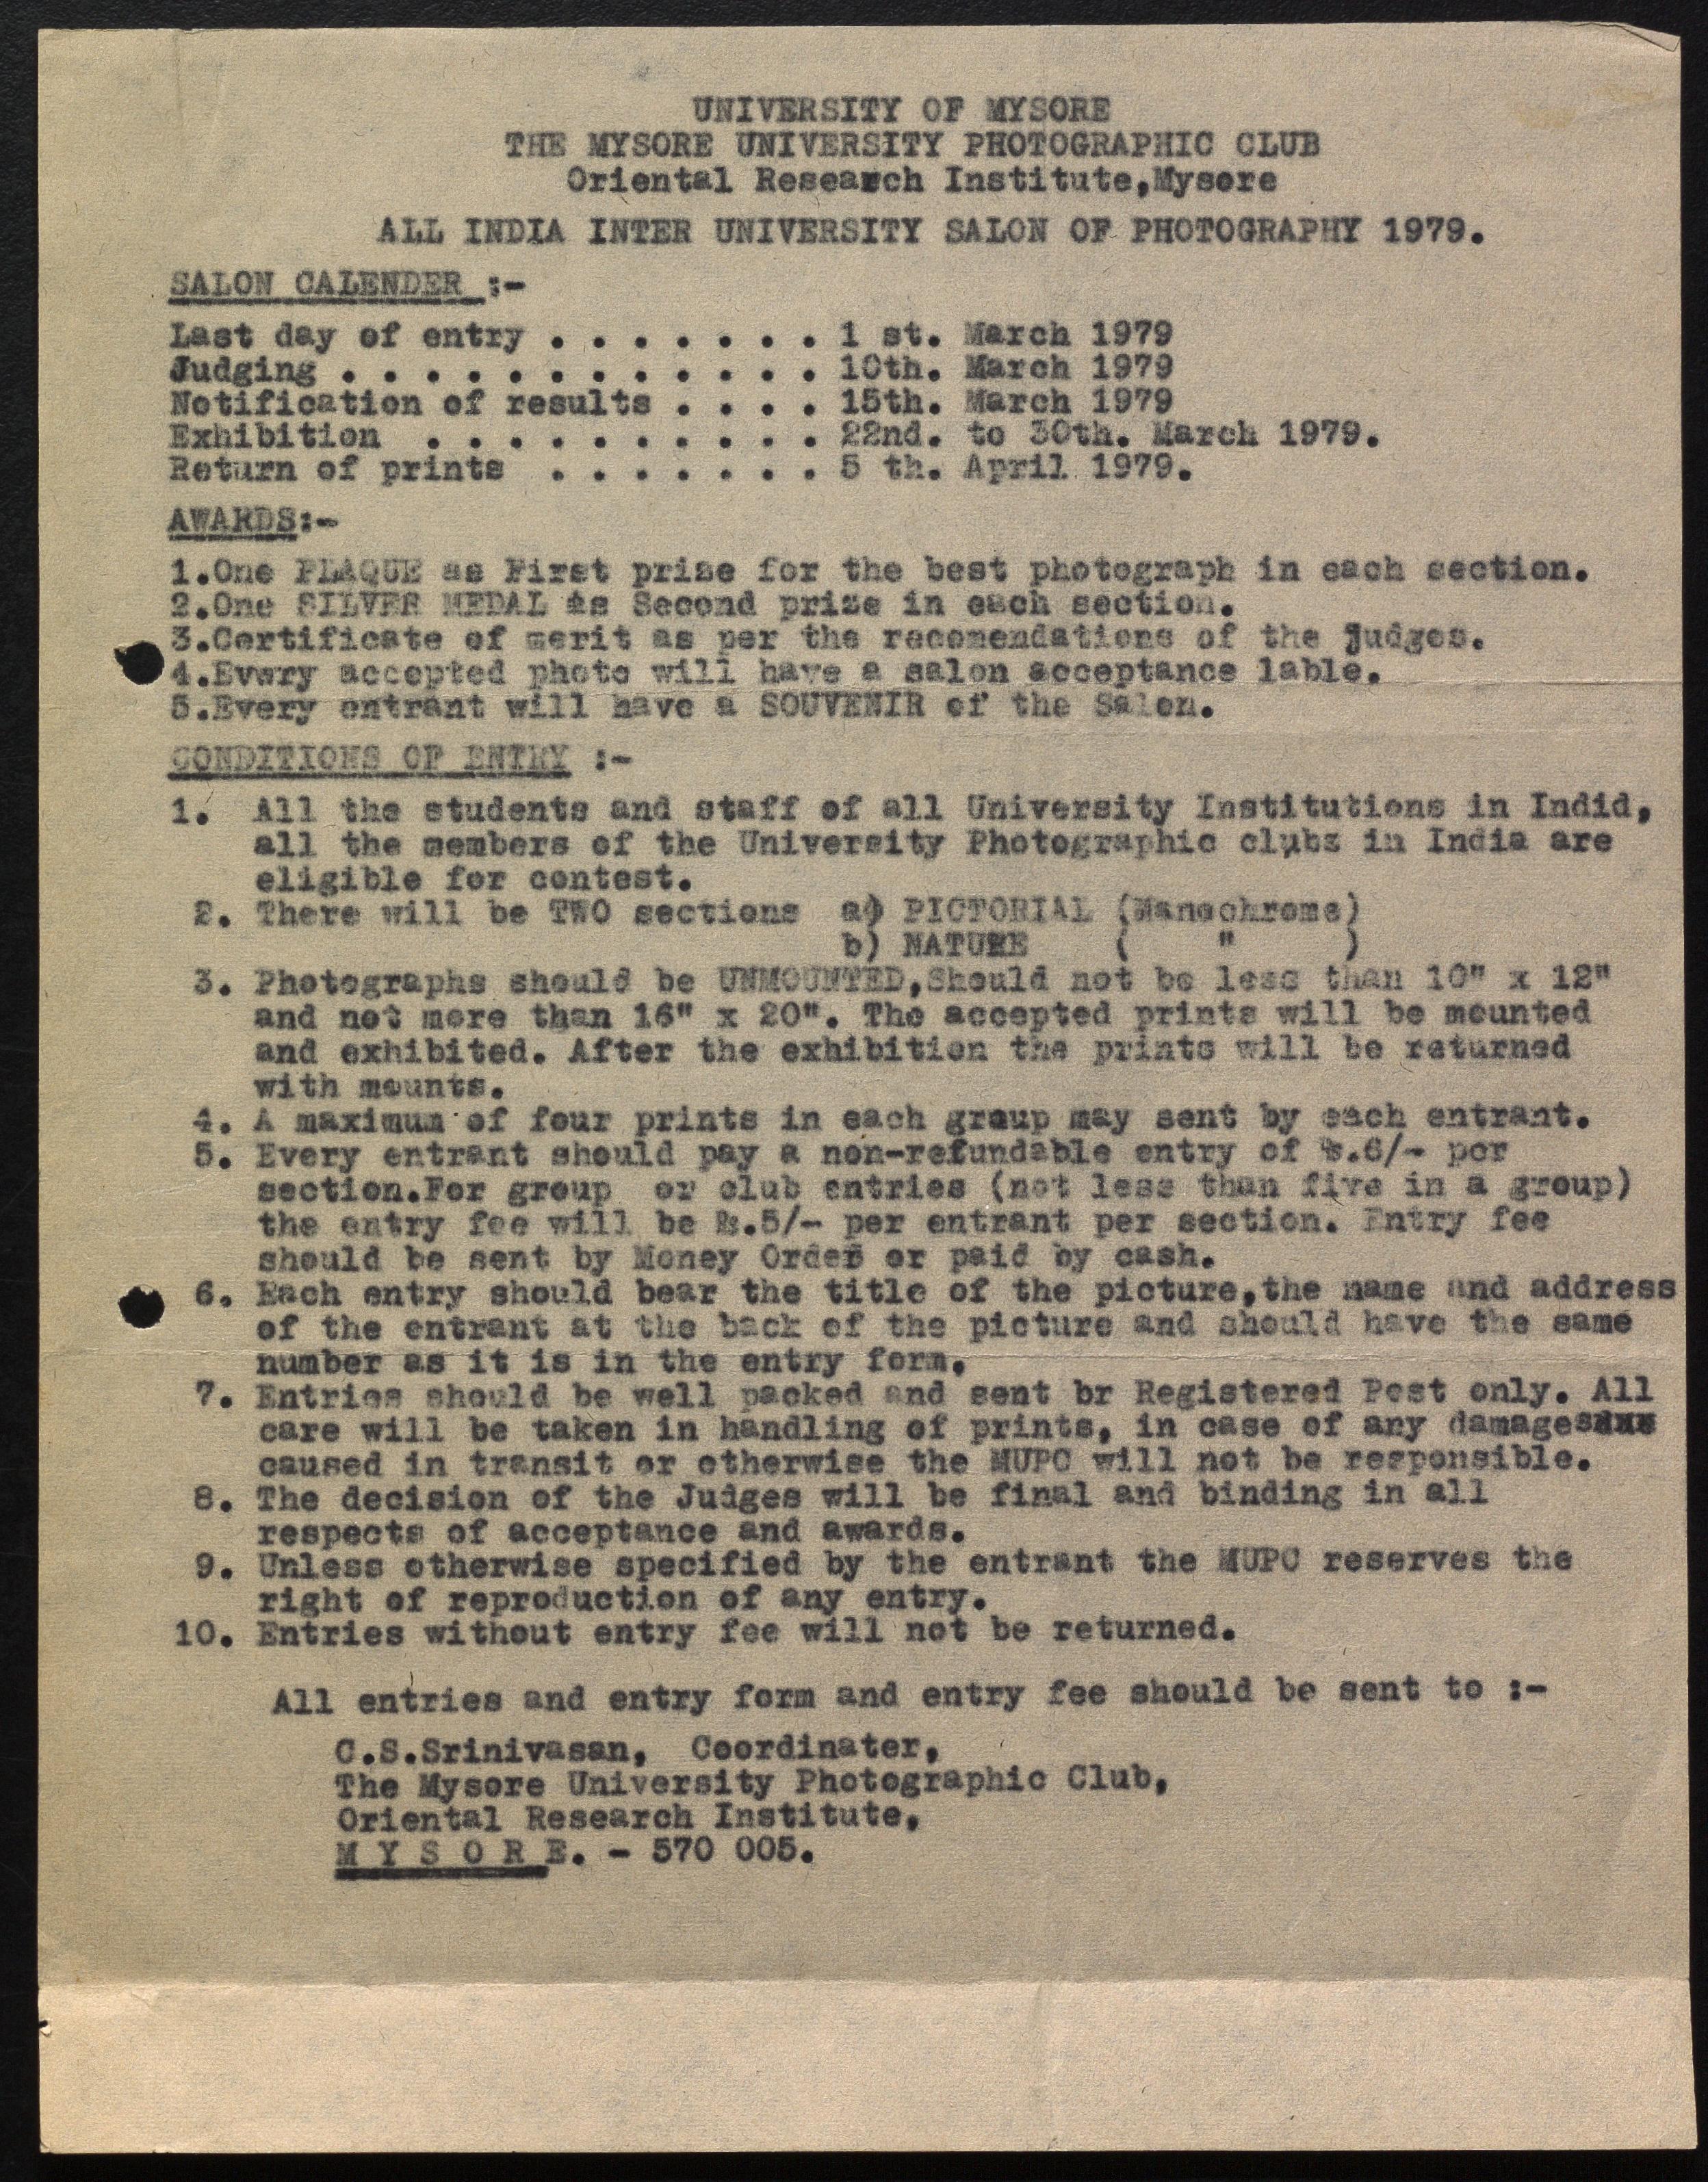 UNIVERSITY OF MYSORE
THE MYSORE UNIVERSITY PHOTOGRAPHIC CLUB
Oriental Research Institute,Mysore
ALL INDIA INTER UNIVERSITY SALON OF PHOTOGRAPHY 1979.
SALON CALENDER :-
Last day of entry . . . . . . . 1 st. March 1979
Judging . . . . . . . . . . . . 10th. March 1979
Notification of results . . . . 15th. March 1979
Exhibition . . . . . . . . . . 22nd. to 30th. March 1979.
Return of prints . . . . . . . 5 th. April 1979.
AWARDS:-
1.One PLAQUE as First prize for the best photograph in each section.
2.One SILVER MEDAL as Second prize in each section.
3.Certificate of merit as per the recomendations of the judges.
4.Evwry accepted photo will have a salon acceptance lable.
5.Every entrant will have a SOUVENIR of the Salon.
CONDITIONS OF ENTRY :-
1. All the students and staff of all University Institutions in Indid,
all the members of the University Photographic clubz in India are
eligible for contest.
2. There will be TWO sections a) PICTORIAL (Manochrome)
b) NATURE ( " )
3. Photographs should be UNMOUNTED,Should not be less than 10" x 12"
and not more than 16" x 20". The accepted prints will be mounted
and exhibited. After the exhibition the prints will be returned
with mounts.
4. A maximum of four prints in each group may sent by each entrant.
5. Every entrant should pay a non-refundable entry of Rs.6/- per
section.For group or club entries (not less than five in a group)
the entry fee will be Rs.5/- per entrant per section. Entry fee
should be sent by Money Order or paid by cash.
6. Each entry should bear the title of the picture,the name and address
of the entrant at the back of the picture and should have the same
number as it is in the entry form.
7. Entries should be well packed and sent br Registered Post only. All
care will be taken in handling of prints, in case of any damages
caused in transit or otherwise the MUPC will not be responsible.
8. The decision of the Judges will be final and binding in all
respects of acceptance and awards.
9. Unless otherwise specified by the entrant the MUPC reserves the
right of reproduction of any entry.
10. Entries without entry fee will not be returned.
All entries and entry form and entry fee should be sent to :-
C.S.Srinivasan, Coordinater,
The Mysore University Photographic Club,
Oriental Research Institute,
M Y S O R E. - 570 005.